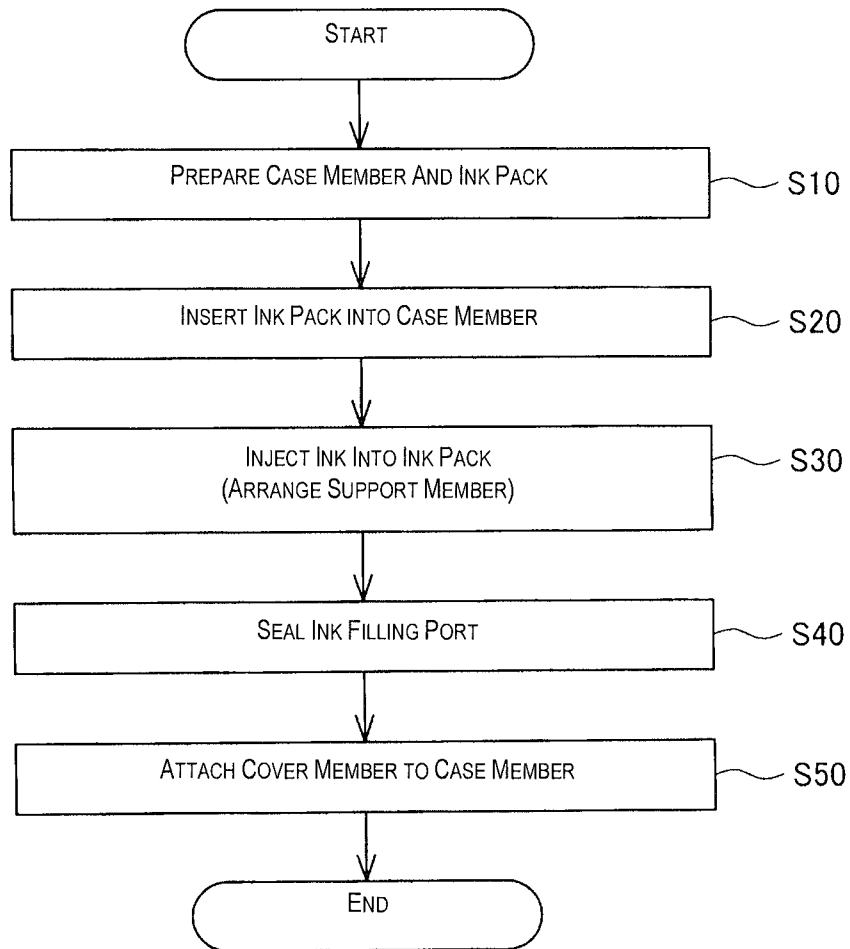 START
PREPARE CASE MEMBER AND INK PACK
S10
INSERT INK PACK INTO CASE MEMBER
S20
INJECT INK INTO INK PACK
(ARRANGE SUPPORT MEMBER)
S30
SEAL INK FILLING PORT
S40
ATTACH COVER MEMBER TO CASE MEMBER
S50
END